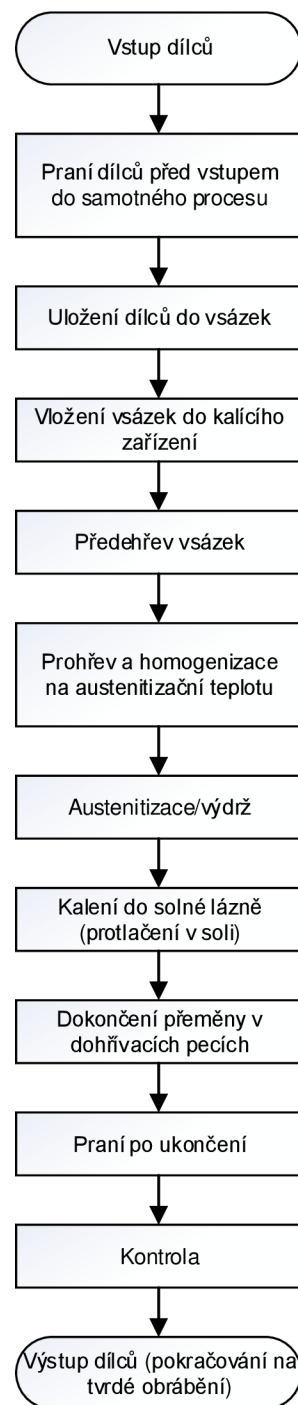 Vstup dílců
Praní dílců před vstupem
do samotného procesu
Uložení dílců do vsázek
Vložení vsázek do kalícího
zařízení
Předehřev vsázek
Prohřev a homogenizace
na austenitizační teplotu
Austenitizace/výdrž
Kalení do solné lázně
(protlačení v soli)
Dokončení přeměny v
dohřívacích pecích
Praní po ukončení
Kontrola
Výstup dílců (pokračování na
tvrdé obrábění)